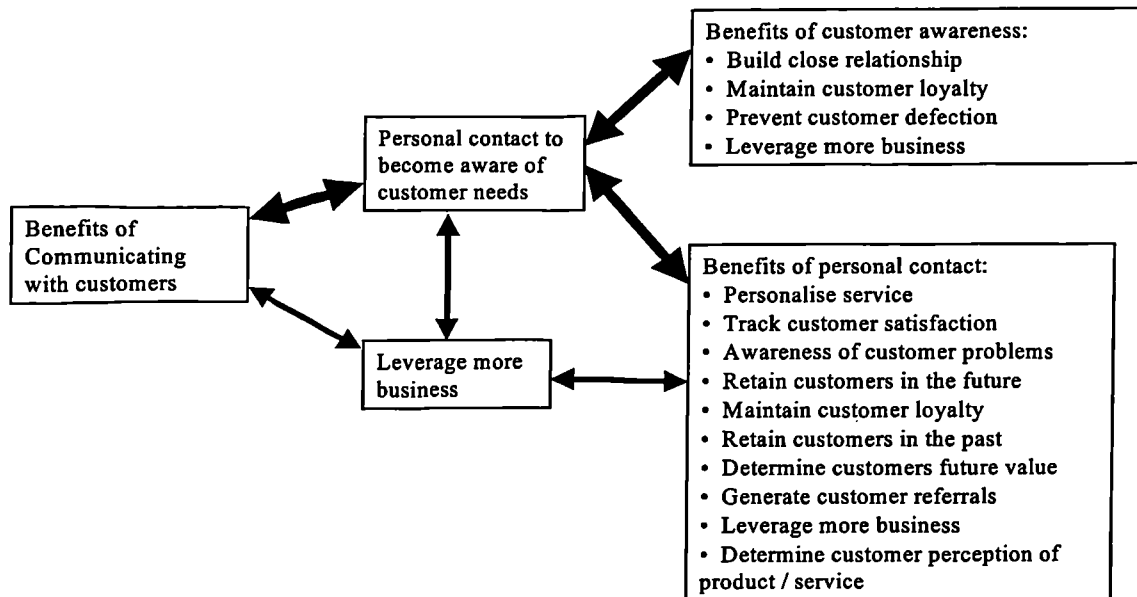 Benefits of customer awareness:
• Build close relationship
• Maintain customer loyalty
• Prevent customer defection
• Leverage more business
Personal contact to
become aware of
customer needs
Benefits of
Communicating
with customers
Leverage more
business
Benefits of personal contact:
• Personalise service
• Track customer satisfaction
• Awareness of customer problems
• Retain customers in the future
• Maintain customer loyalty
• Retain customers in the past
• Determine customers future value
• Generate customer referrals
• Leverage more business
• Determine customer perception of
product / service